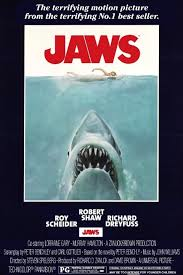 The terrifying motion picture
from the terrifying No.1 best seller.
JAWS
ROY
SCHEIDER
ROBERT
SHAW
RICHARD
DREYFUSS
JAWS
Co-starring LORRAINE GARY • MURRAY HAMILTON • A ZANUCK/BROWN PRODUCTION
Screenplay by PETER BENCHLEY and CARL GOTTLIEB • Based on the novel by PETER BENCHLEY • Music by JOHN WILLIAMS
Directed by STEVEN SPIELBERG • Produced by RICHARD D. ZANUCK and DAVID BROWN • A UNIVERSAL PICTURE
TECHNICOLOR® PANAVISION®
PG